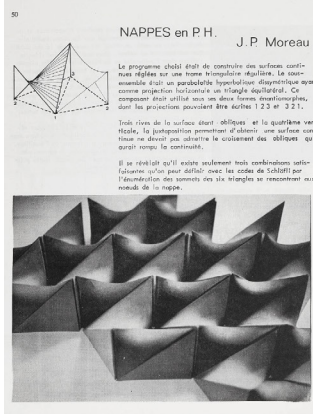 50
NAPPES en P.H.
J.P. Moreau
Le programme choisi était de construire des surfaces conti-
nues réglées sur une trame triangulaire régulière. Le sous-
ensemble était un paraboloïde hyperbolique dissymétrique ayan
comme projection horizontale un triangle équilatéral. Ce
composant était utilisé sous ses deux formes énantiomorphes,
dont les projections pouvaient être écrites 1 2 3 et 3 2 1.
Trois rives de la surface étant obliques et la quatrième ver
ticale, la juxtaposition permettant d'obtenir une surface con
tinue ne devait pas admettre le croisement des obliques qu
aurait rompu la continuité.
Il se révélait qu'il existe seulement trois combinaisons satis-
faisantes qu'on peut définir avec les codes de Schläfli par
l'énumération des sommets des six triangles se rencontrant aux
noeuds de la nappe.